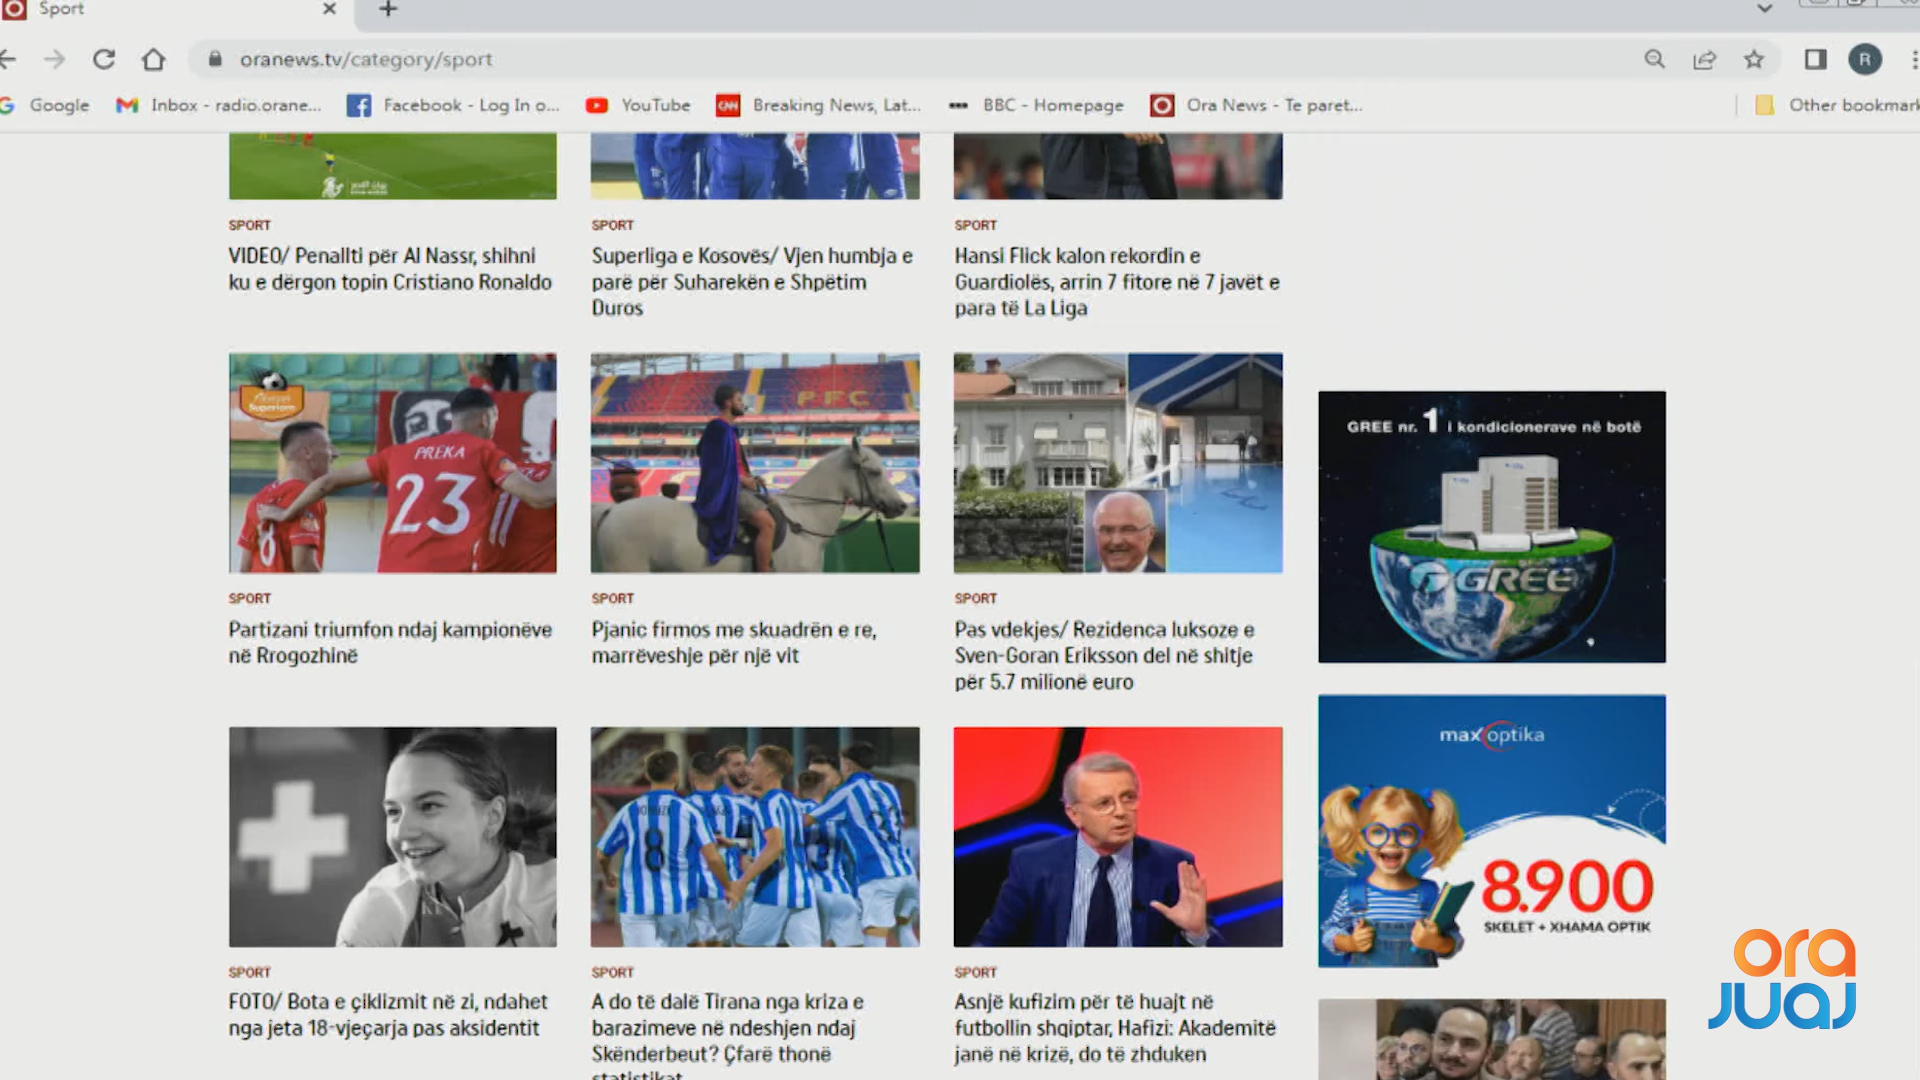 Sport
oranews.tv/category/sport
R
Google
Inbox - radio.orane...
Facebook - Log In o...
YouTube
CNN
Breaking News, Lat...
BBC - Homepage
Ora News - Te paret...
Other bookmark
SPORT
VIDEO/ Penallti për Al Nassr, shihni
ku e dërgon topin Cristiano Ronaldo
SPORT
Superliga e Kosovës/ Vjen humbja e
parë për Suharekën e Shpëtim
Duros
SPORT
Hansi Flick kalon rekordin e
Guardiolës, arrin 7 fitore në 7 javët e
para të La Liga
Superiore
PREKA
23
8
PFC
GREE nr. 1 i kondicionerave në botë
GREE
SPORT
Partizani triumfon ndaj kampionëve
në Rrogozhinë
SPORT
Pjanic firmos me skuadrën e re,
marrëveshje për një vit
SPORT
Pas vdekjes/ Rezidenca luksoze e
Sven-Goran Eriksson del në shitje
për 5.7 milionë euro
8
max optika
8.900
SKELET + XHAMA OPTIK
SPORT
FOTO/ Bota e çiklizmit në zi, ndahet
nga jeta 18-vjeçarja pas aksidentit
SPORT
A do të dalë Tirana nga kriza e
barazimeve në ndeshjen ndaj
Skënderbeut? Çfarë thonë
statistikat
SPORT
Asnjë kufizim për të huajt në
futbollin shqiptar, Hafizi: Akademitë
janë në krizë, do të zhduken
ora
JUAJ